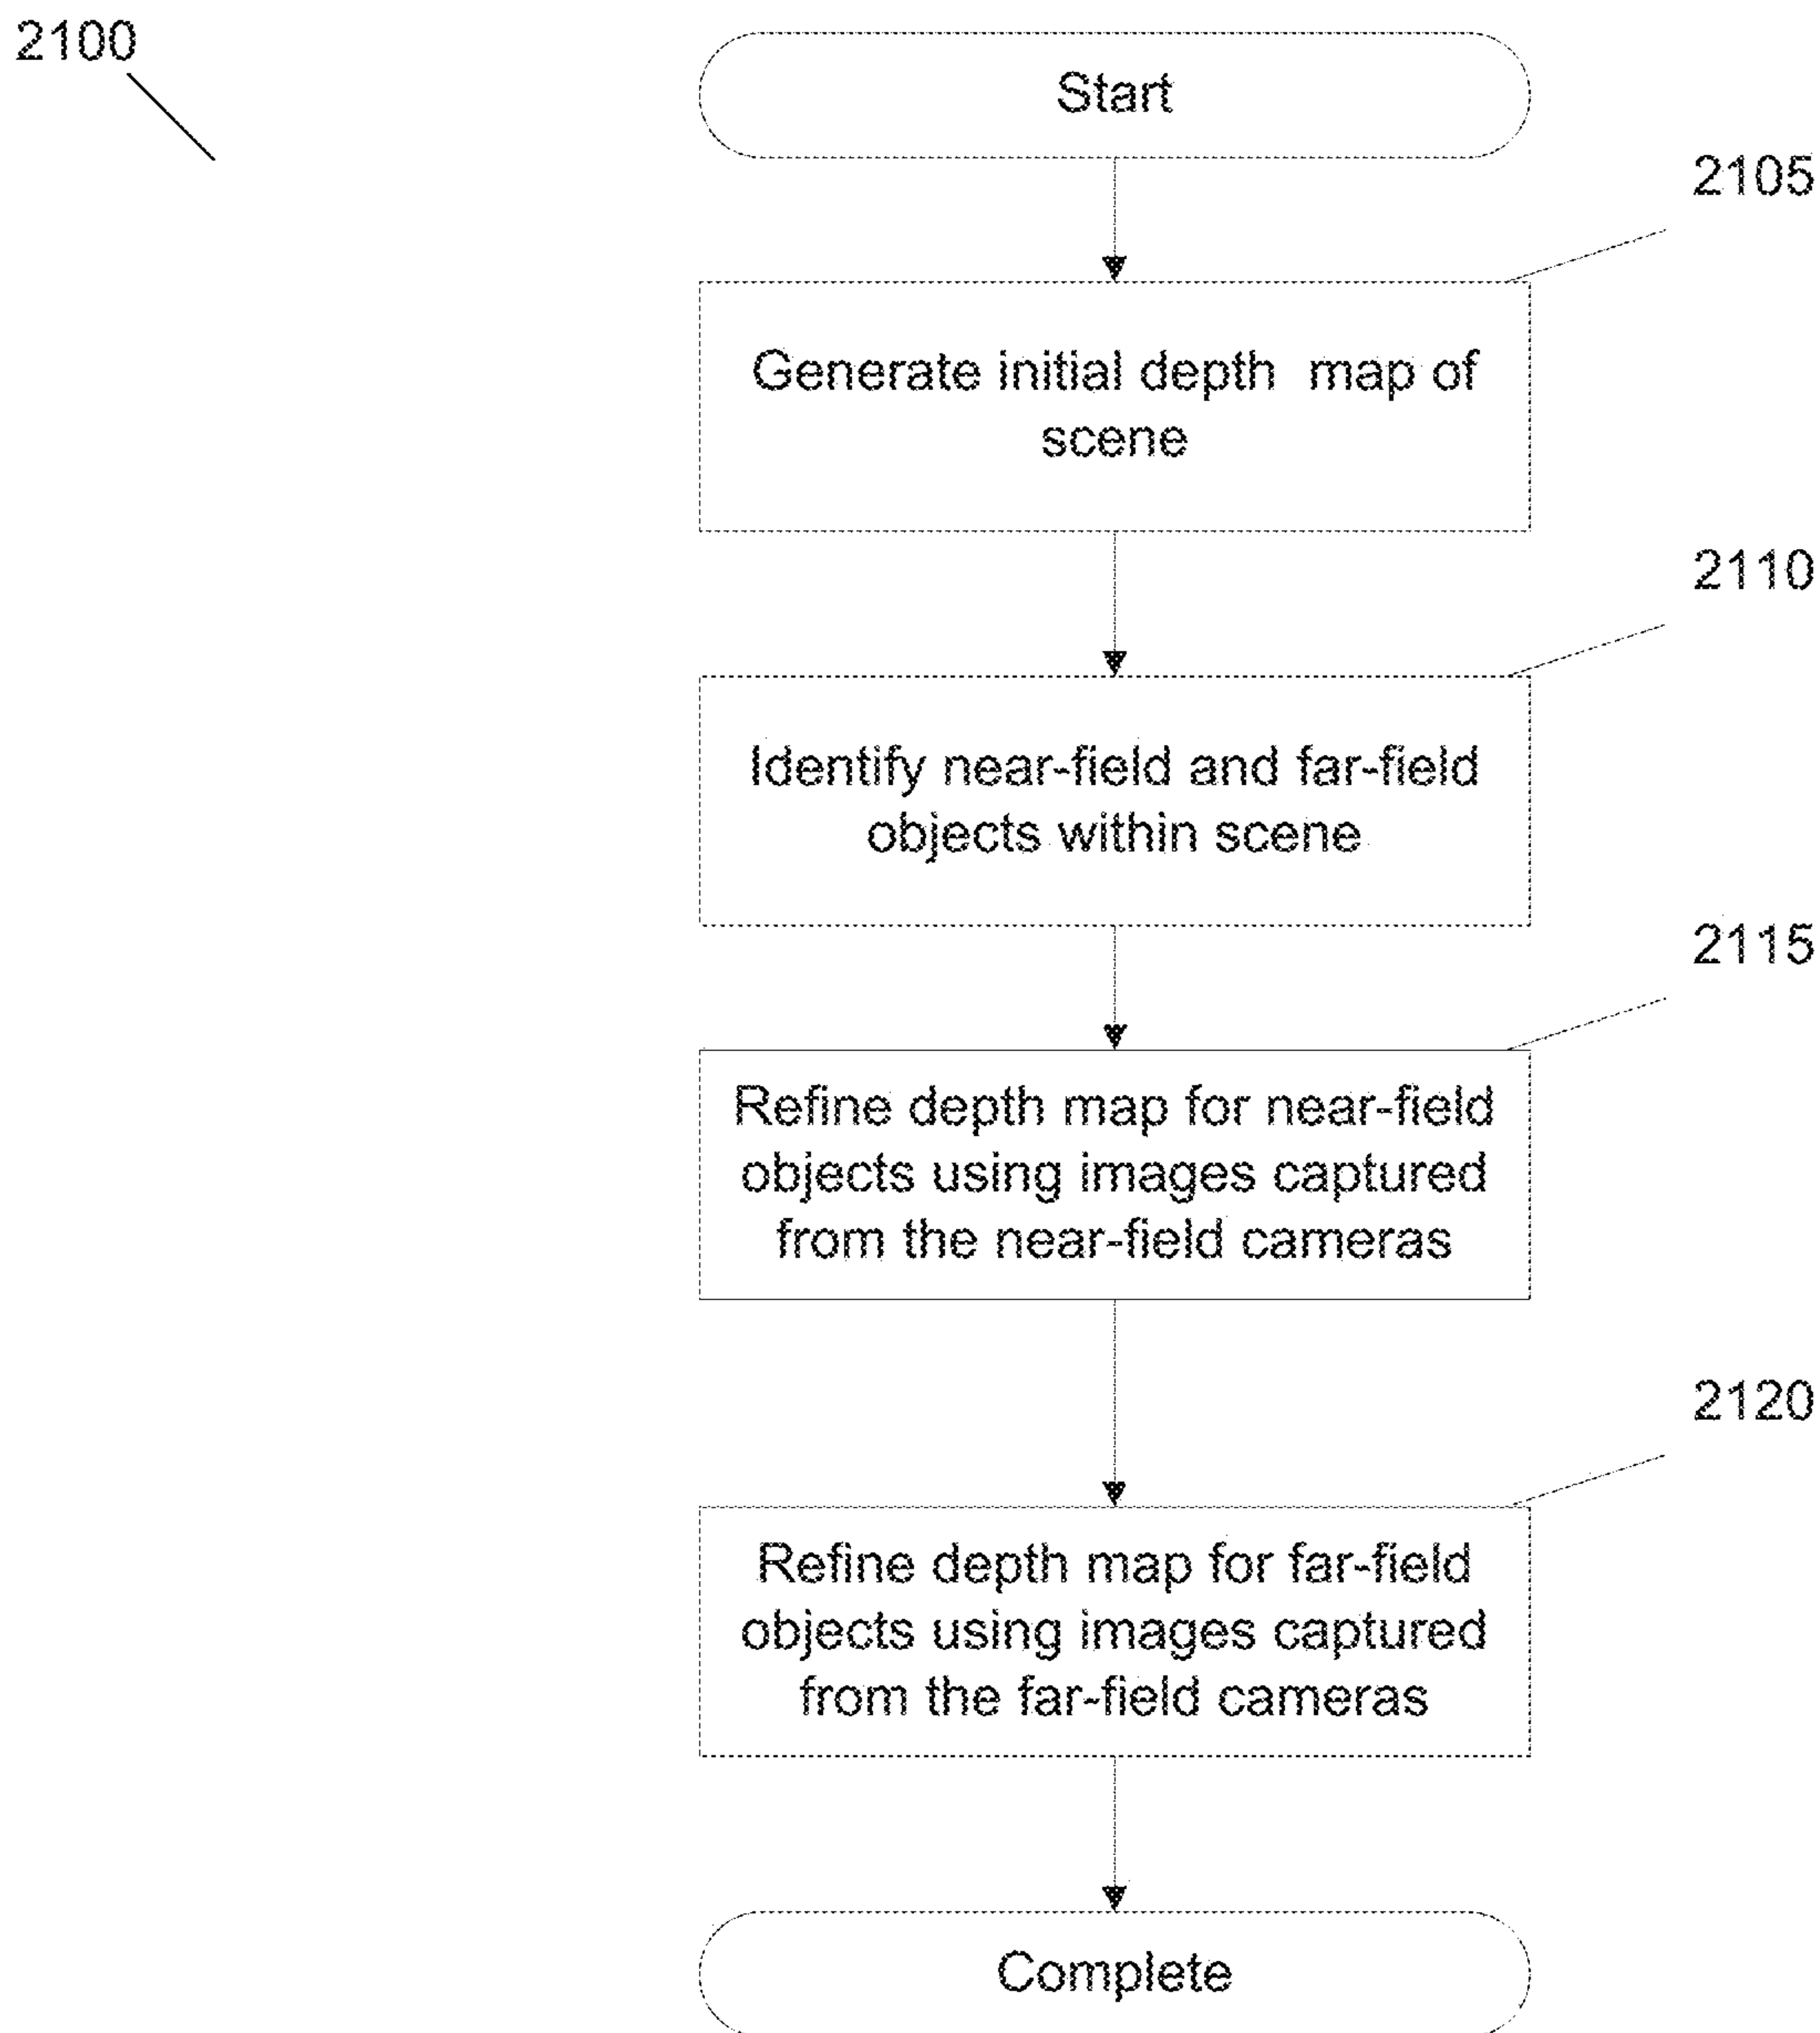 2100
Start
2105
Generate initial depth map of
scene
2110
Identify near-field and far-field
objects within scene
2115
Refine depth map for near-field
objects using images captured
from the near-field cameras
2120
Refine depth map for far-field
objects using images captured
from the far-field cameras
Complete